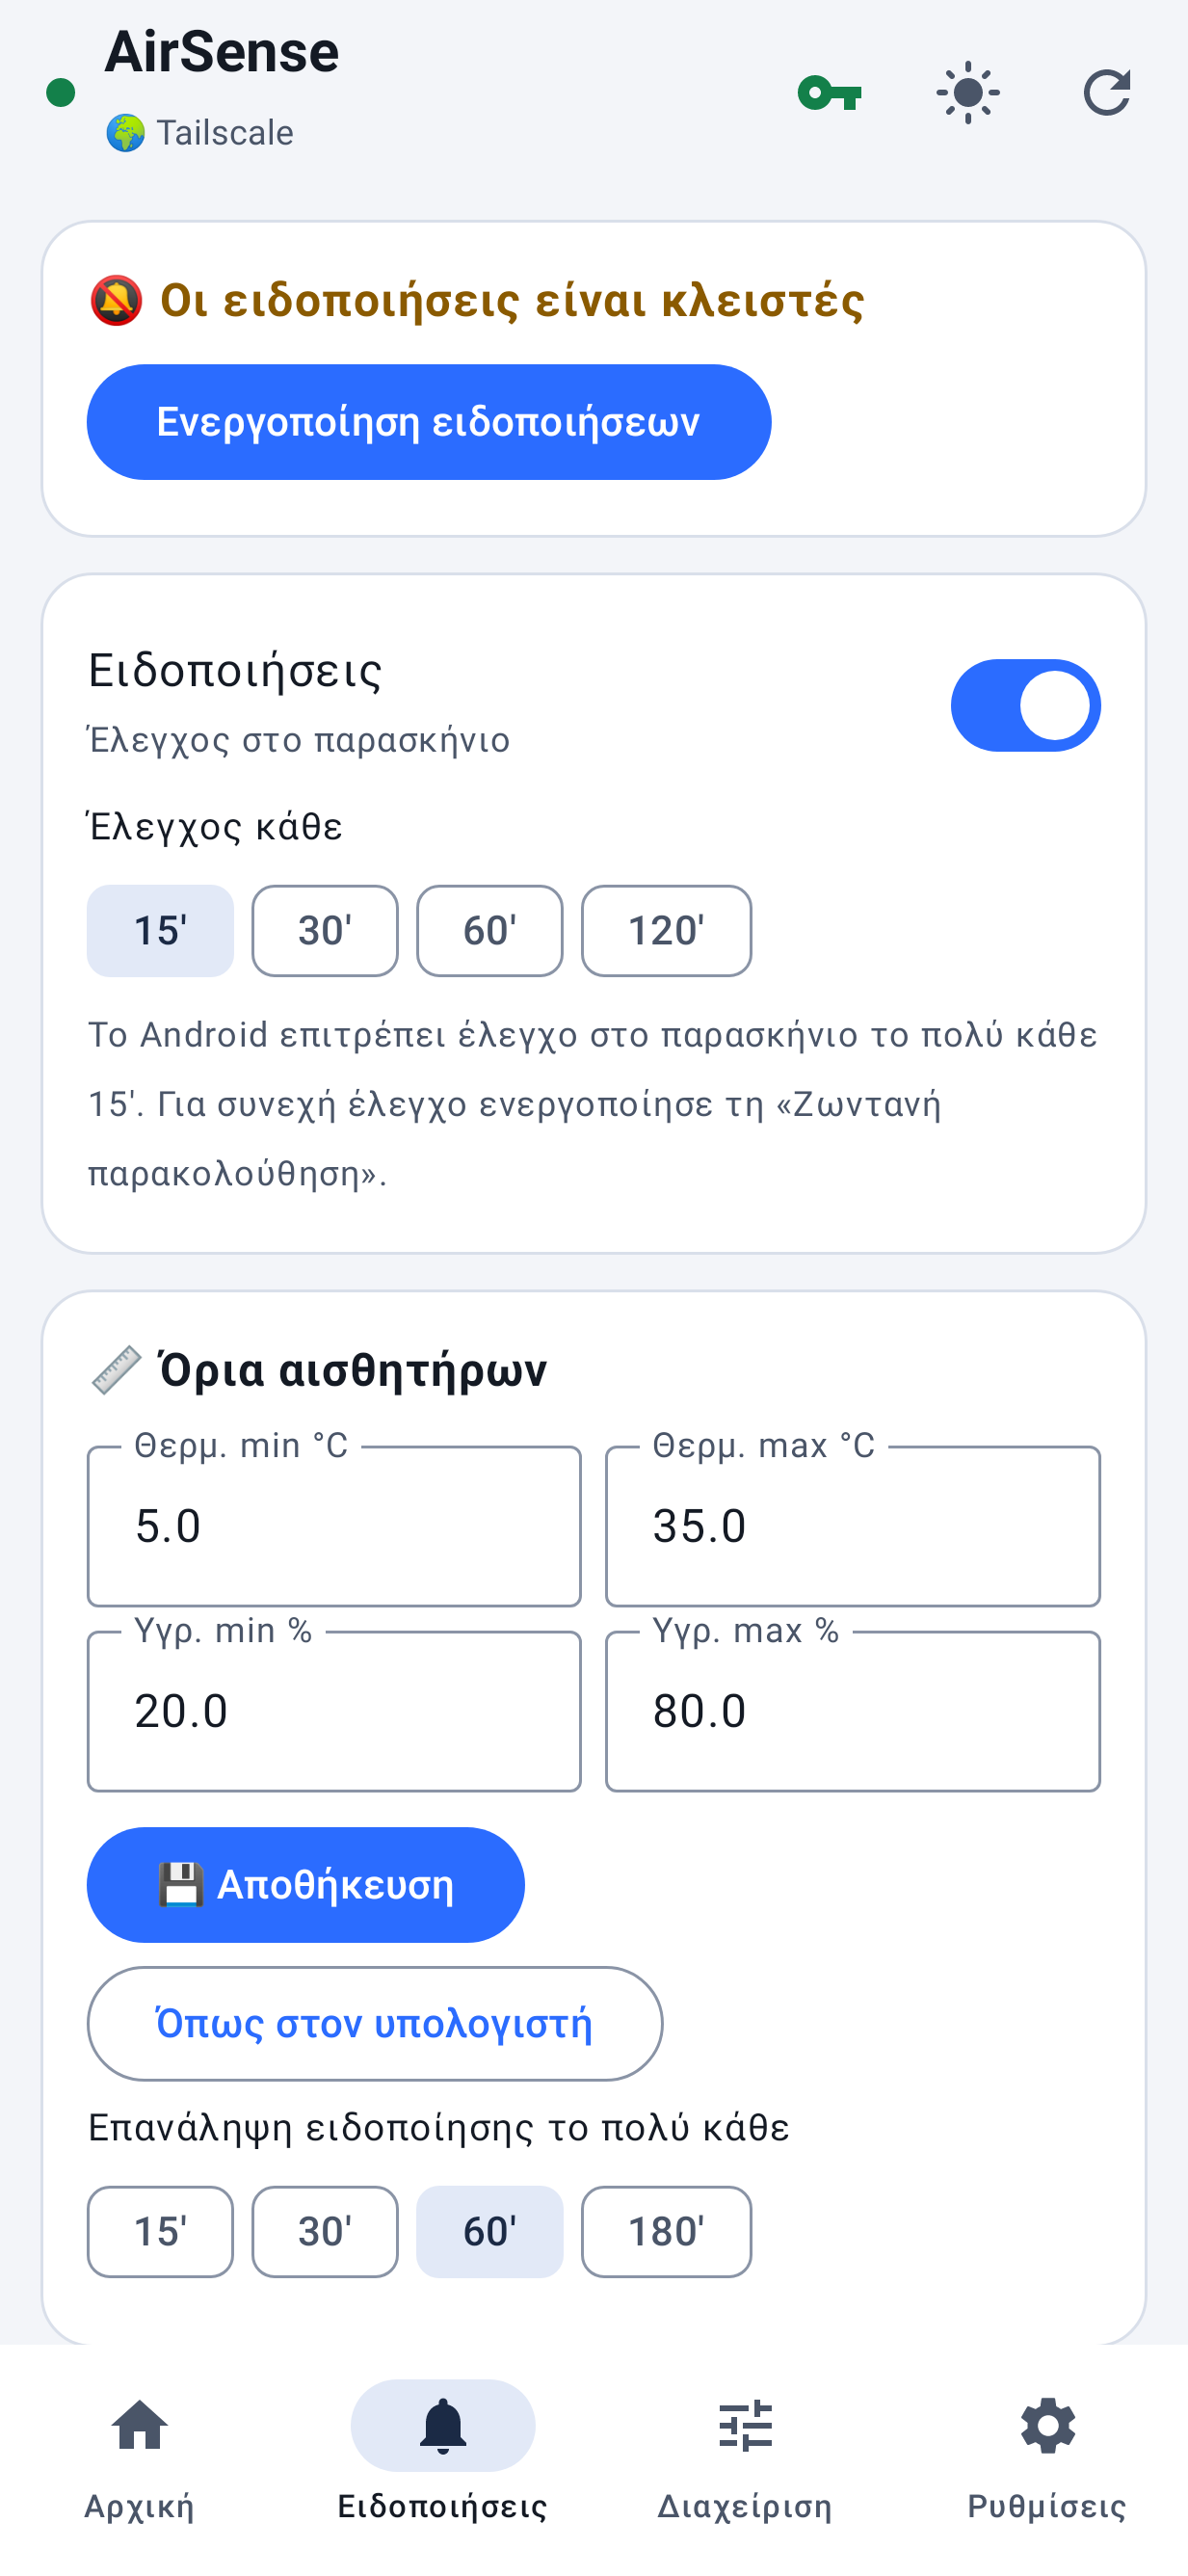 AirSense
🌍 Tailscale
🔕 Οι ειδοποιήσεις είναι κλειστές
Ενεργοποίηση ειδοποιήσεων
Ειδοποιήσεις
Έλεγχος στο παρασκήνιο
Έλεγχος κάθε
15' 30' 60' 120'
Το Android επιτρέπει έλεγχο στο παρασκήνιο το πολύ κάθε
15'. Για συνεχή έλεγχο ενεργοποίησε τη «Ζωντανή
παρακολούθηση».
📏 Όρια αισθητήρων
Θερμ. min °C Θερμ. max °C
5.0 35.0
Υγρ. min % Υγρ. max %
20.0 80.0
💾 Αποθήκευση
Όπως στον υπολογιστή
Επανάληψη ειδοποίησης το πολύ κάθε
15' 30' 60' 180'
Αρχική Ειδοποιήσεις Διαχείριση Ρυθμίσεις